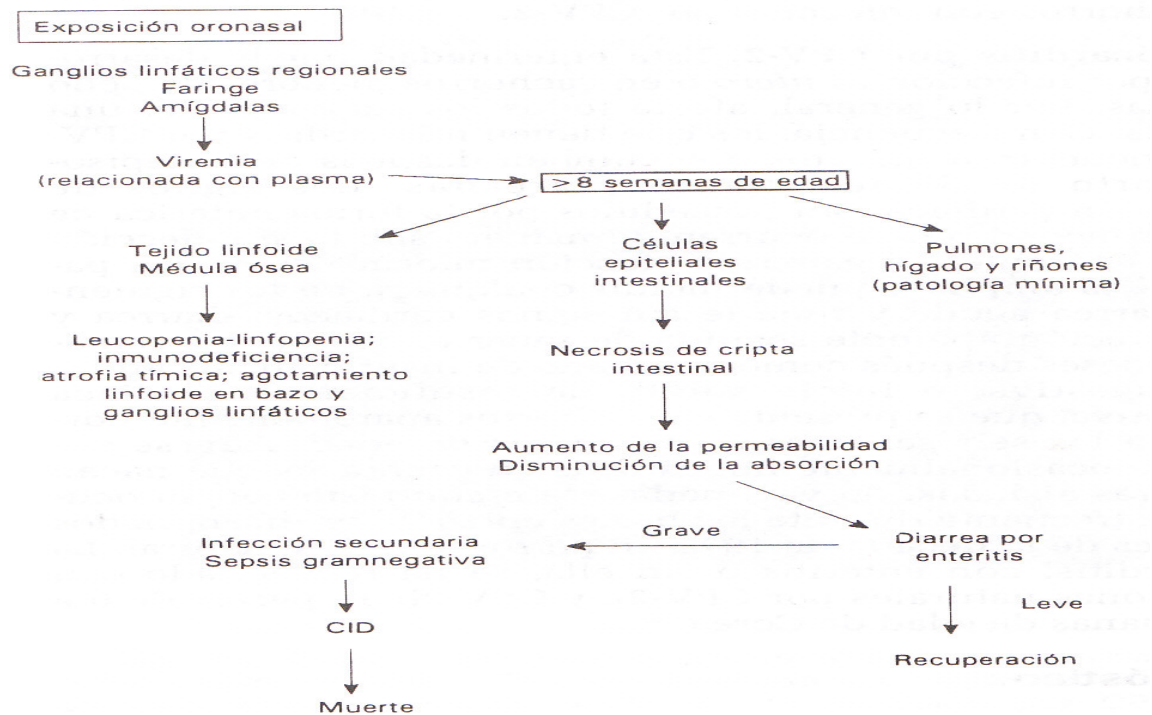 Exposición oronasal
Ganglios linfáticos regionales
Faringe
Amígdalas
Viremia
(relacionada con plasma)
> 8 semanas de edad
Tejido linfoide
Médula ósea
Células
epiteliales
intestinales
Pulmones,
hígado y riñones
(patología mínima)
Leucopenia-linfopenia;
inmunodeficiencia;
atrofia tímica; agotamiento
linfoide en bazo y
ganglios linfáticos
Necrosis de cripta
intestinal
Aumento de la permeabilidad
Disminución de la absorción
Grave
Infección secundaria
Sepsis gramnegativa
Diarrea por
enteritis
Leve
CID
Recuperación
Muerte